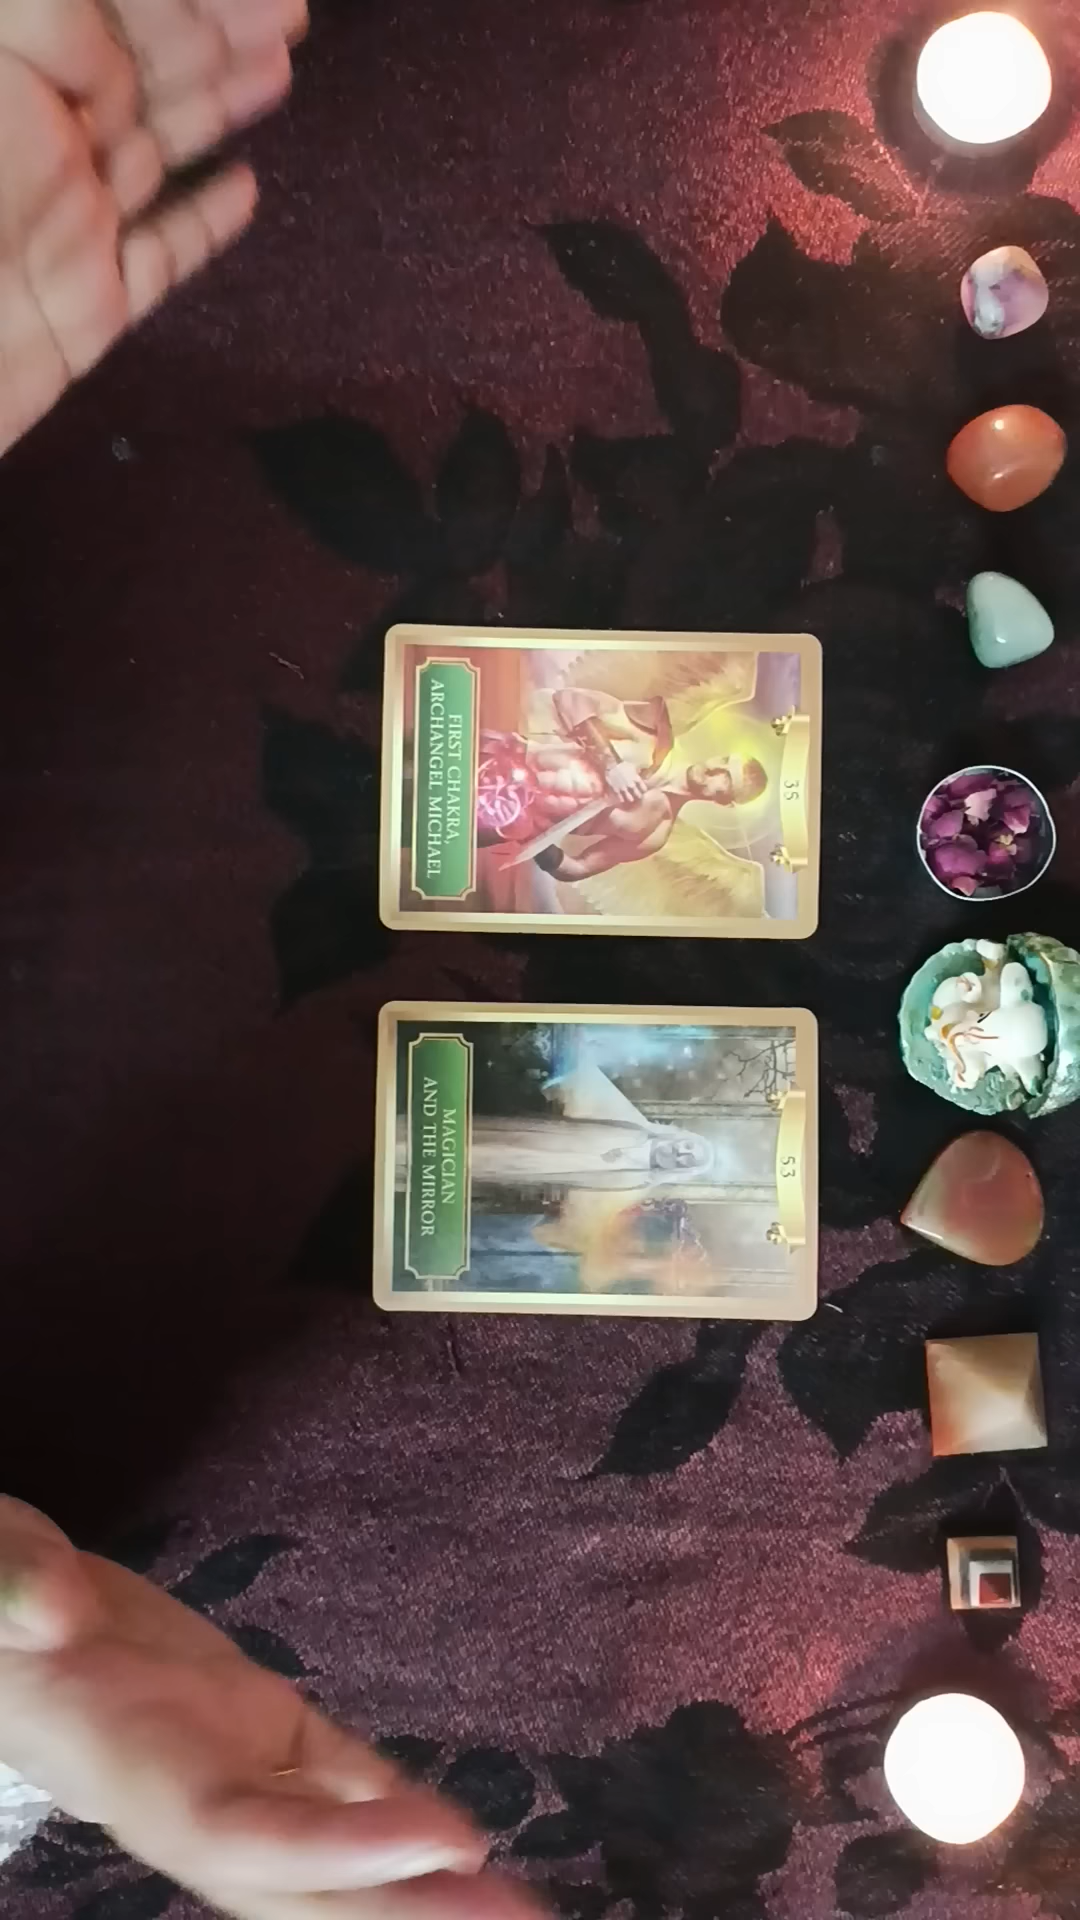 35
FIRST CHAKRA,
ARCHANGEL MICHAEL
53
MAGICIAN
AND THE MIRROR